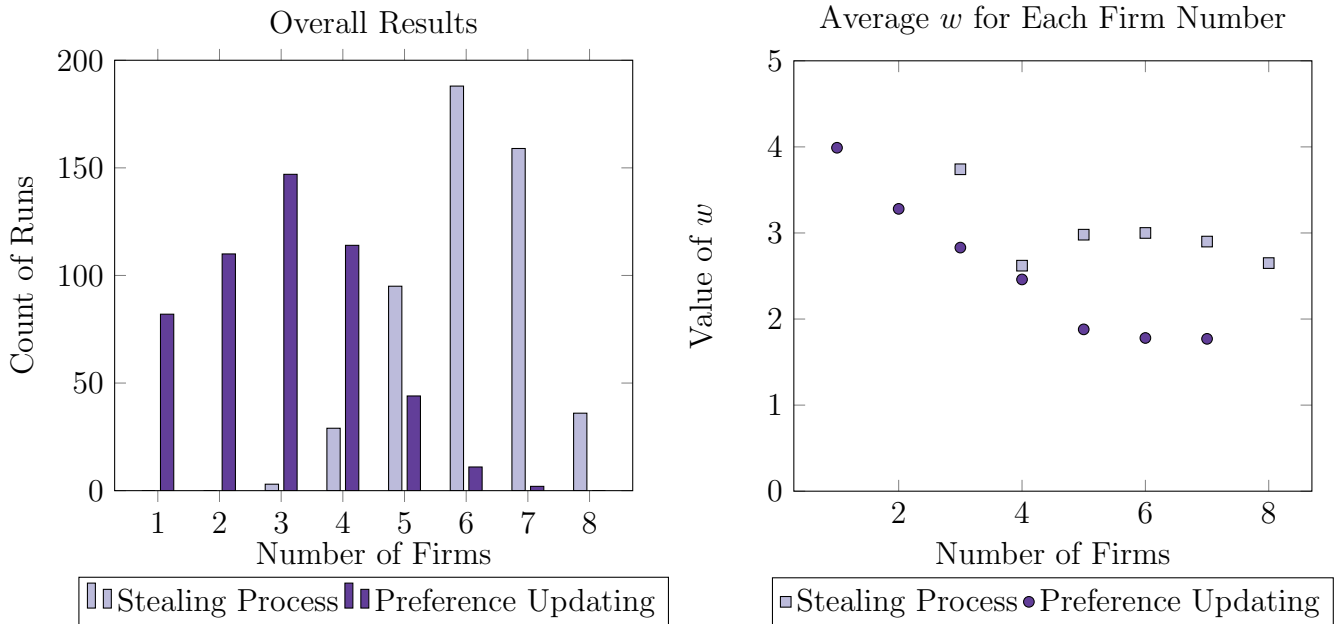 Overall Results
200
150
100
50
0
Count of Runs
1 2 3 4 5 6 7 8
Number of Firms
Stealing Process Preference Updating
Average w for Each Firm Number
5
4
3
2
1
0
Value of w
2 4 6 8
Number of Firms
Stealing Process Preference Updating